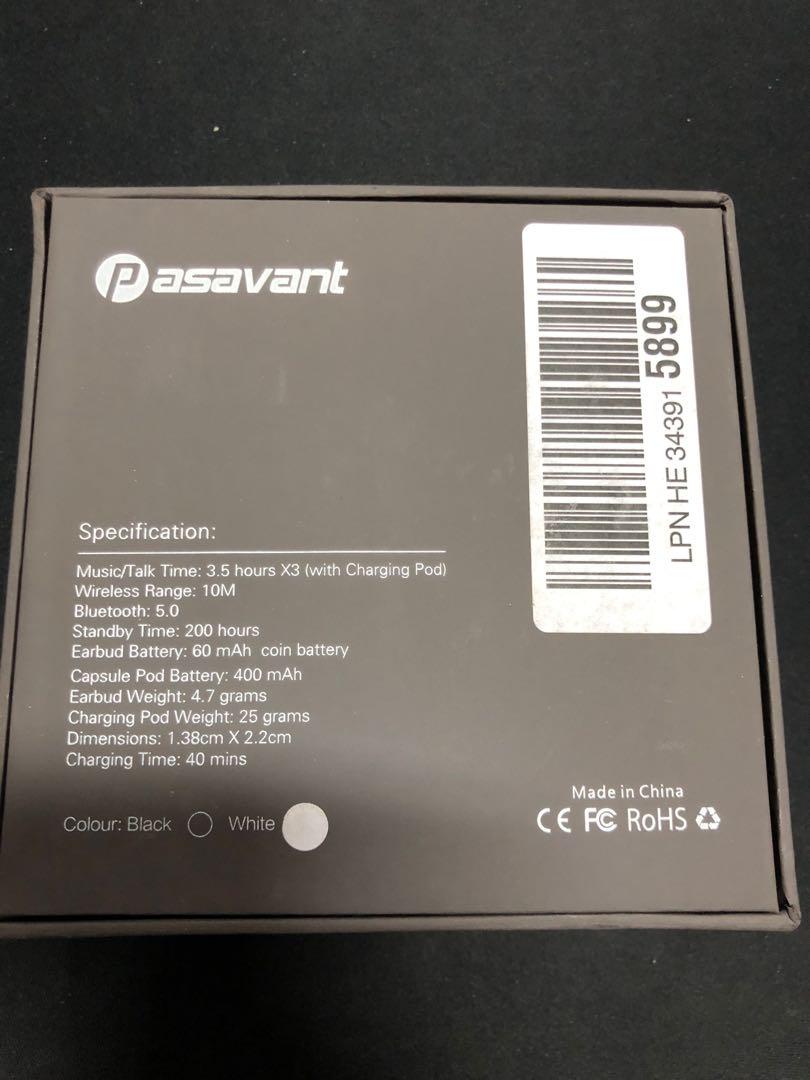 Pasavant
LPN HE 34391 5899
Specification:
Music/Talk Time: 3.5 hours X3 (with Charging Pod)
Wireless Range: 10M
Bluetooth: 5.0
Standby Time: 200 hours
Earbud Battery: 60 mAh coin battery
Capsule Pod Battery: 400 mAh
Earbud Weight: 4.7 grams
Charging Pod Weight: 25 grams
Dimensions: 1.38cm X 2.2cm
Charging Time: 40 mins
Colour: Black White
Made in China
CE FC RoHS